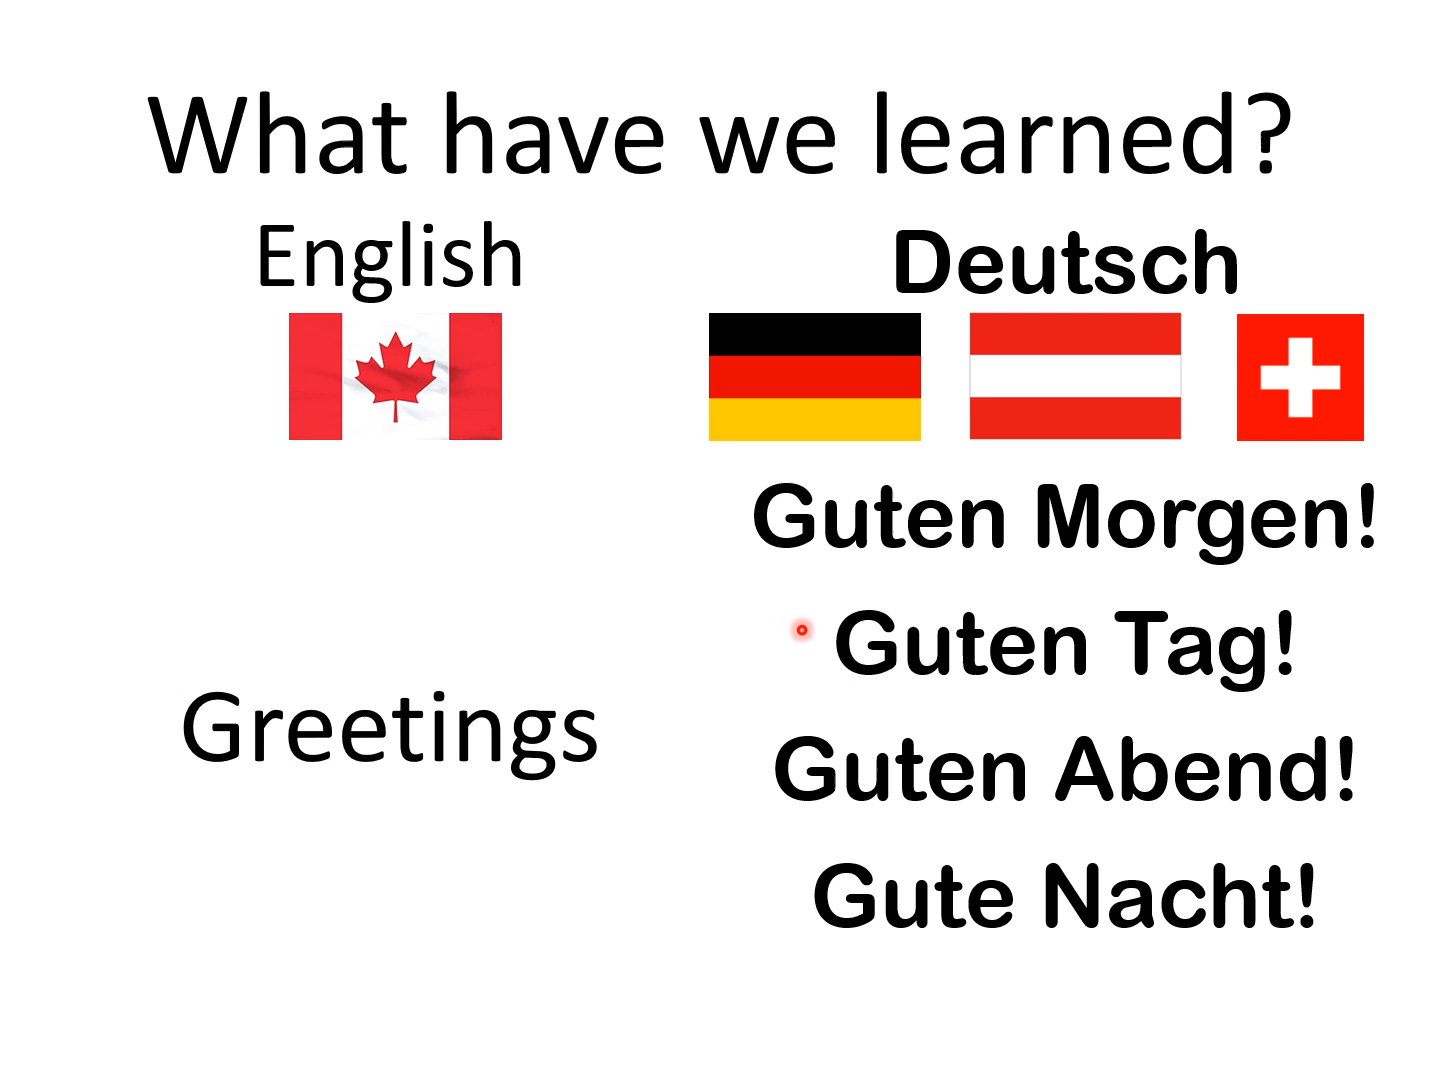 What have we learned?
English
Deutsch
Guten Morgen!
Guten Tag!
Greetings
Guten Abend!
Gute Nacht!